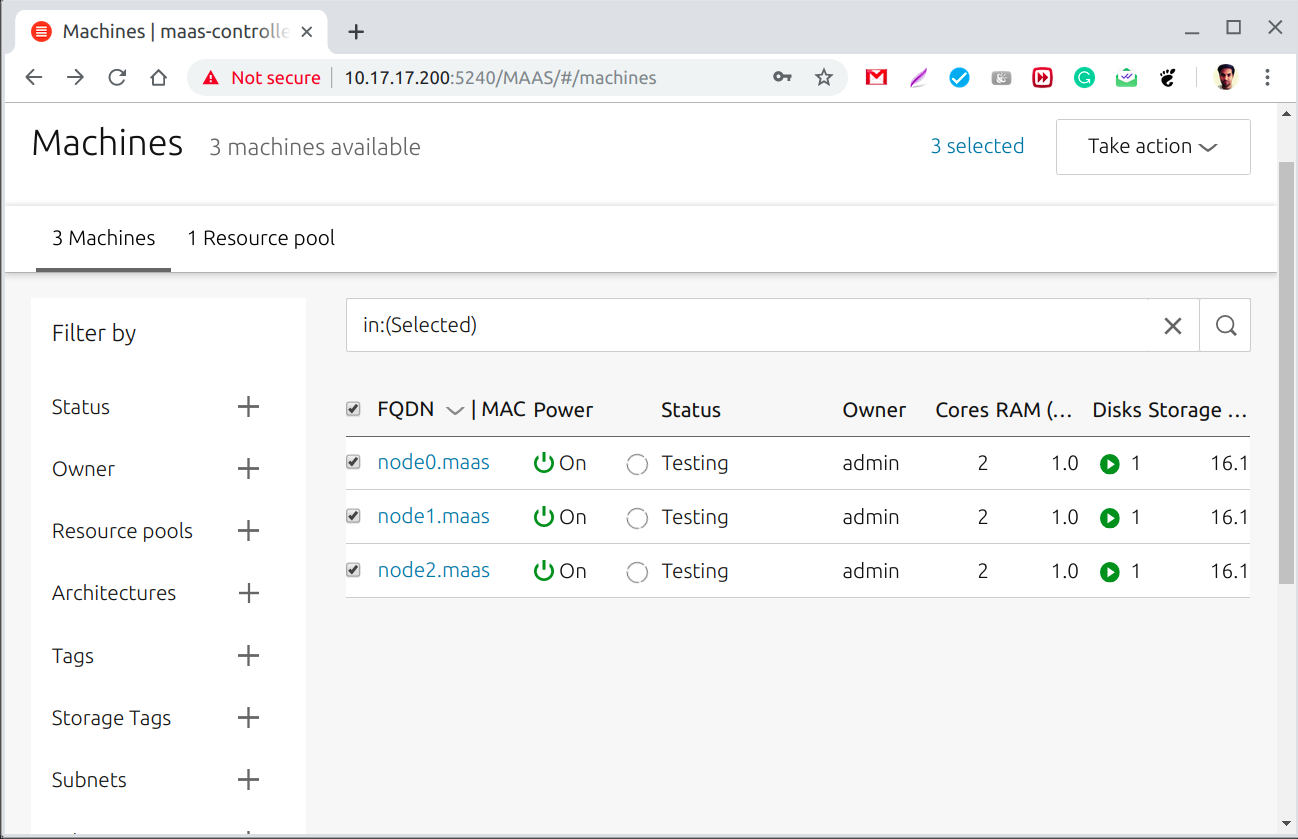 Machines | maas-controlle
Not secure 10.17.17.200:5240/MAAS/#/machines
Machines 3 machines available 3 selected Take action
3 Machines 1 Resource pool
Filter by
Status
Owner
Resource pools
Architectures
Tags
Storage Tags
Subnets
in:(Selected)
FQDN | MAC Power Status Owner Cores RAM (... Disks Storage ...
node0.maas On Testing admin 2 1.0 1 16.1
node1.maas On Testing admin 2 1.0 1 16.1
node2.maas On Testing admin 2 1.0 1 16.1